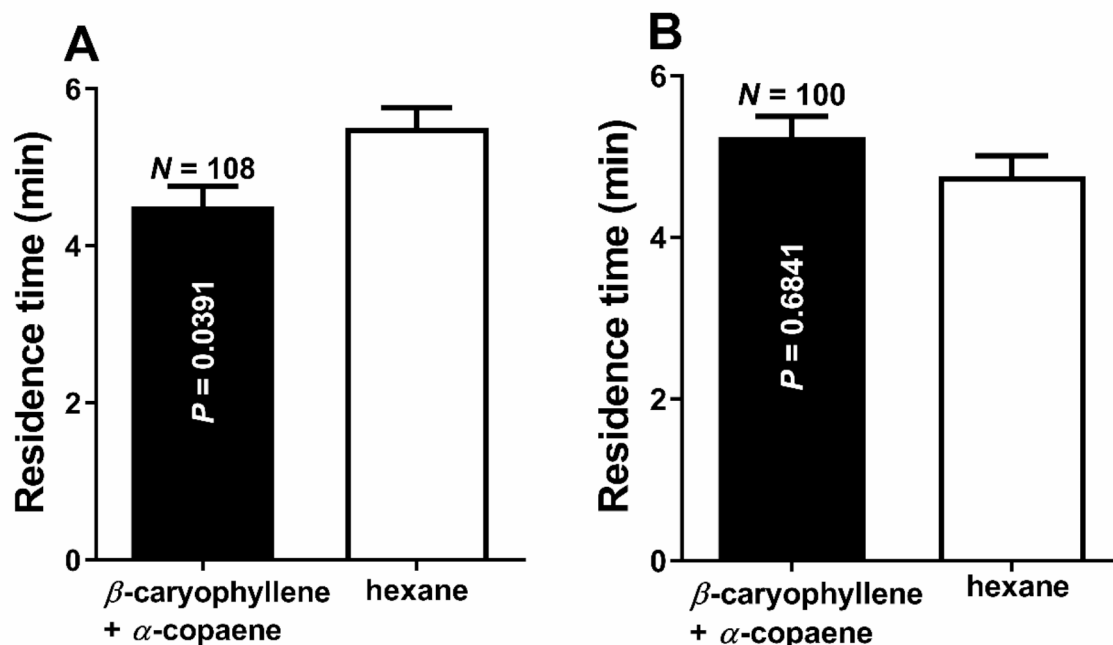 A
Residence time (min)
6
4
2
0
N = 108
P = 0.0391
β-caryophyllene
+ α-copaene
hexane
B
Residence time (min)
6
4
2
0
N = 100
P = 0.6841
β-caryophyllene
+ α-copaene
hexane